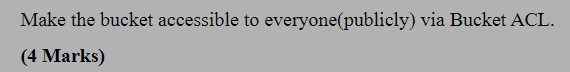 Make the bucket accessible to everyone(publicly) via Bucket ACL.
(4 Marks)